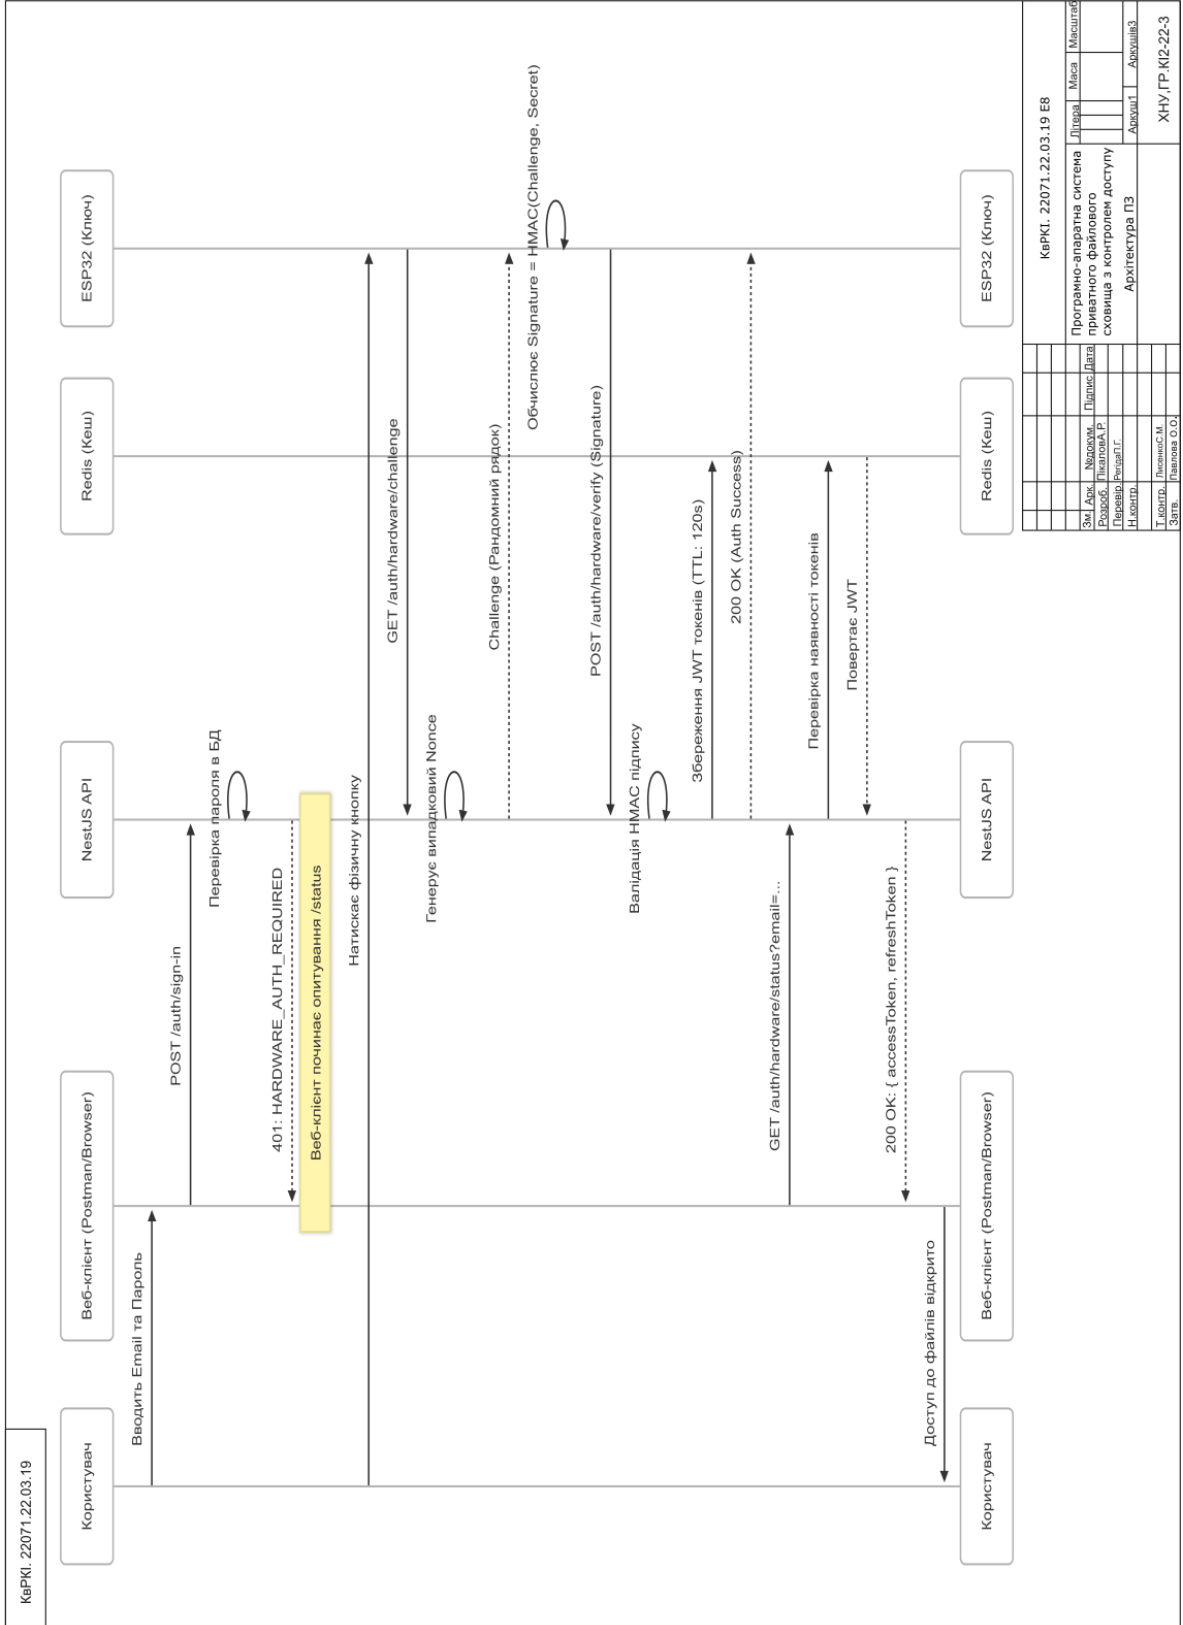 КвРКІ. 22071.22.03.19
Користувач
Веб-клієнт (Postman/Browser)
NestJS API
Redis (Кеш)
ESP32 (Ключ)
Вводить Email та Пароль
POST /auth/sign-in
Перевірка пароля в БД
401: HARDWARE_AUTH_REQUIRED
Веб-клієнт починає опитування /status
Натискає фізичну кнопку
GET /auth/hardware/challenge
Генерує випадковий Nonce
Challenge (Рандомний рядок)
Обчислює Signature = HMAC(Challenge, Secret)
POST /auth/hardware/verify (Signature)
Валідація HMAC підпису
Збереження JWT токенів (TTL: 120s)
200 OK (Auth Success)
GET /auth/hardware/status?email=...
Перевірка наявності токенів
Повертає JWT
200 OK: { accessToken, refreshToken }
Доступ до файлів відкрито
Користувач
Веб-клієнт (Postman/Browser)
NestJS API
Redis (Кеш)
ESP32 (Ключ)
КвРКІ. 22071.22.03.19 Е8
Зм. Арк. №докум. Підпис Дата
Розроб. ПікаловА.Р.
Перевір. РегідаП.Г.
Н.контр.
Т.контр. ЛисенкоС.М.
Затв. Павлова О.О.
Програмно-апаратна система
приватного файлового
сховища з контролем доступу
Архітектура ПЗ
Літера Маса Масштаб
Аркуш1 Аркушів3
ХНУ,ГР.КІ2-22-3